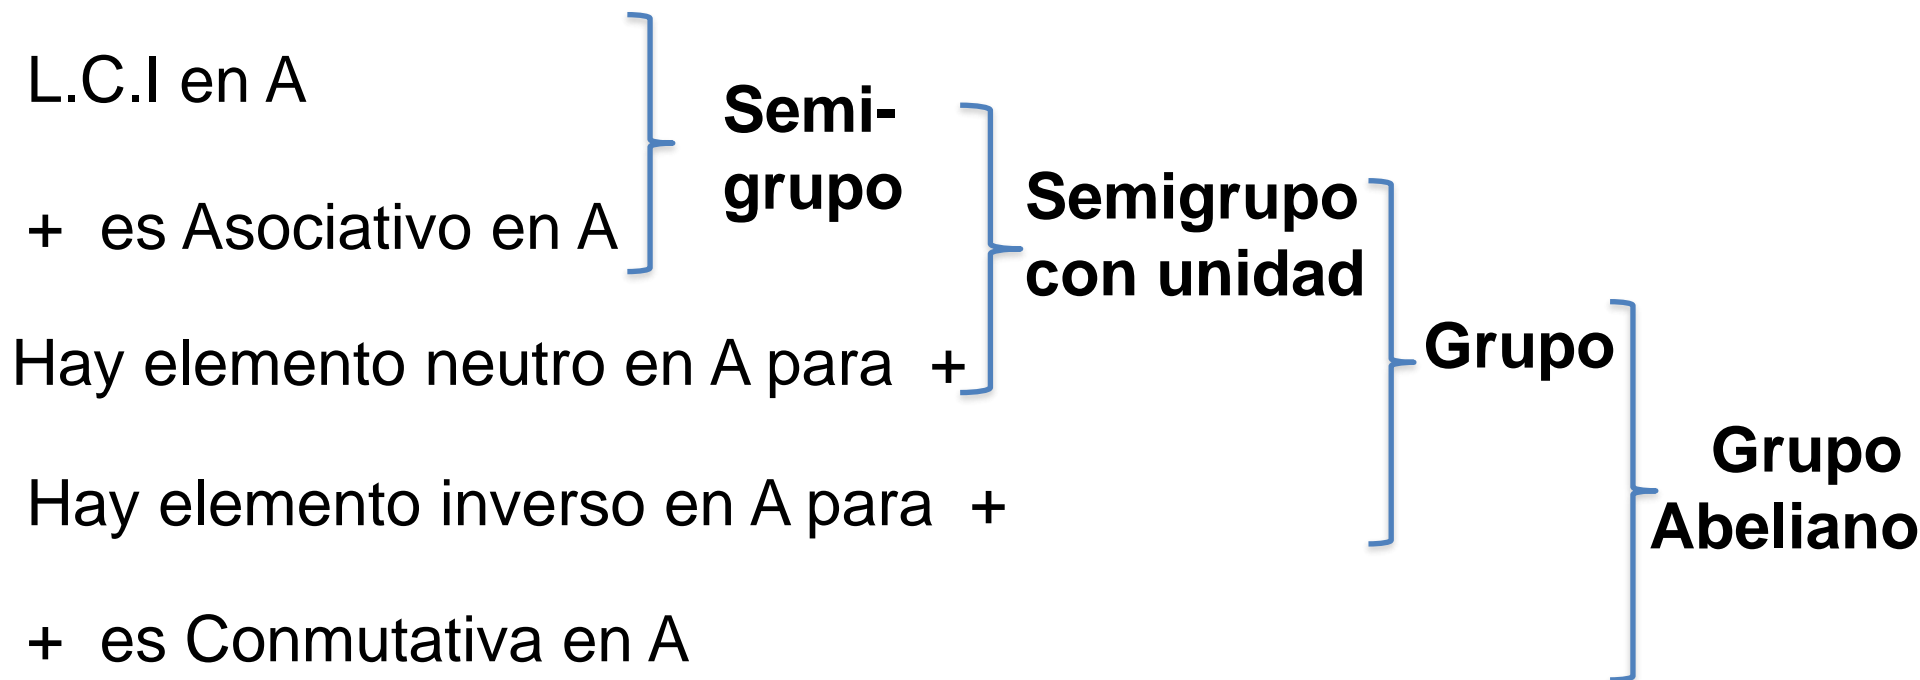 L.C.I en A
+ es Asociativo en A
Semi-
grupo
Hay elemento neutro en A para +
Semigrupo
con unidad
Hay elemento inverso en A para +
Grupo
+ es Conmutativa en A
Grupo
Abeliano